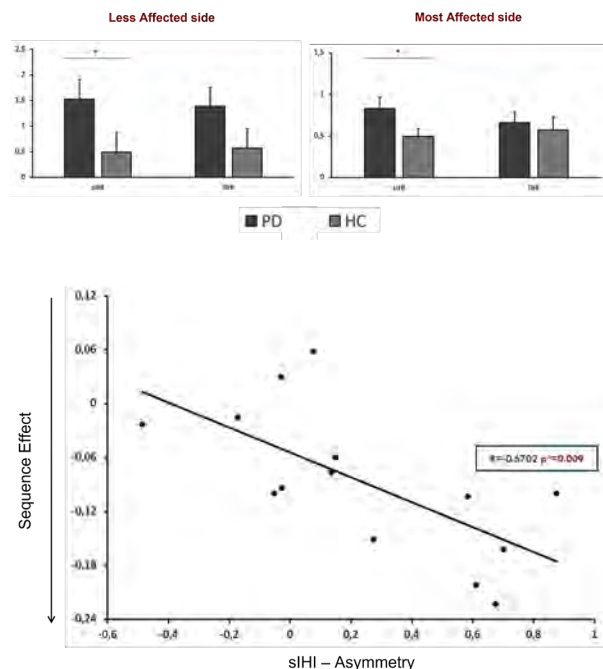 Less Affected side
Most Affected side
2,5
2
1,5
1
0,5
0
*
1,5
1
0,5
0
*
PD HC
0,12
0,06
0
-0,06
-0,12
-0,18
-0,24
Sequence Effect
R=-0.6702 p*=0.009
-0,6 -0,4 -0,2 0 0,2 0,4 0,6 0,8 1
sIHI – Asymmetry